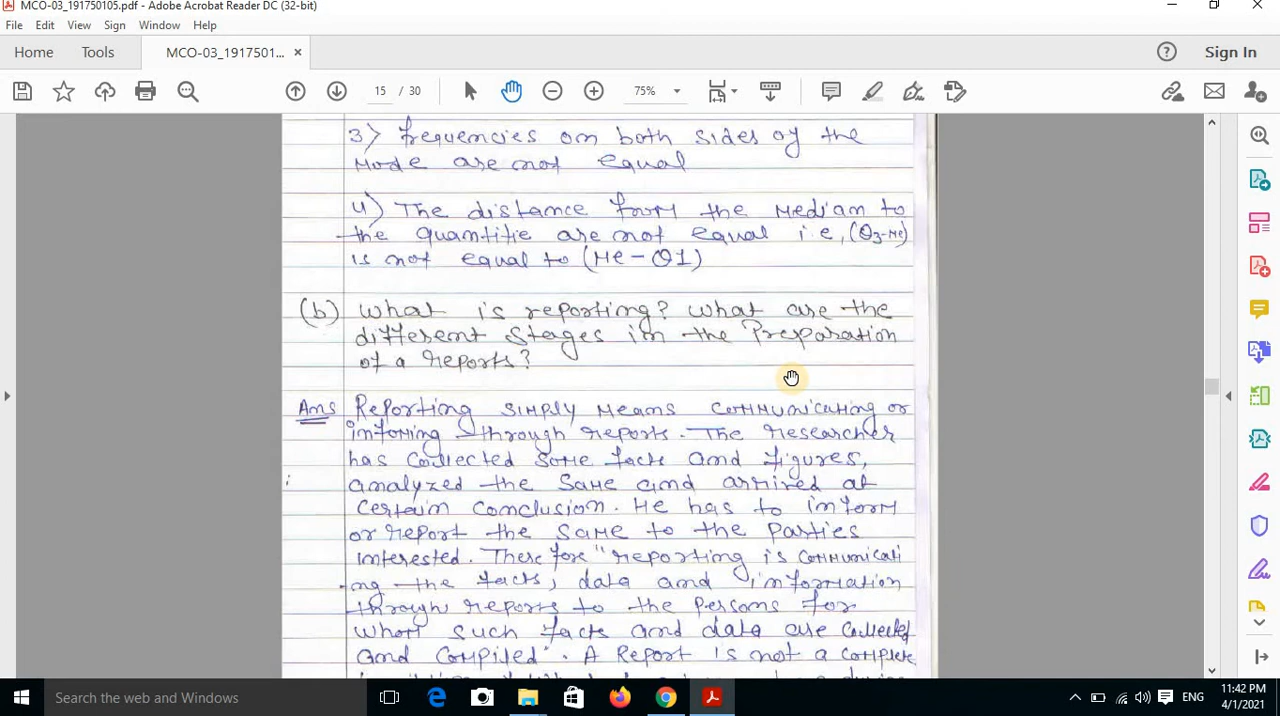 MCO-03_191750105.pdf - Adobe Acrobat Reader DC (32-bit)
File Edit View Sign Window Help
Home Tools MCO-03_1917501... × Sign In
15 / 30 75%
3) frequencies on both sides of the
Mode are not equal
4) The distance from the Median to
the quantitie are not equal i.e, (Q3-Me)
is not equal to (Me-Q1)
(b) What is reporting? What are the
different Stages in the Preparation
of a reports?
Ans Reporting simply Means communicating or
infoming through reports. The researcher
has collected some facts and figures,
analyzed the same and arrived at
certain conclusion. He has to inform
or report the same to the parties
interested. There fore "reporting is communicati
-ng the facts, data and information
through reports to the persons for
whom such facts and data are collected
and compiled". A Report is not a complete
Search the web and Windows
ENG
11:42 PM
4/1/2021